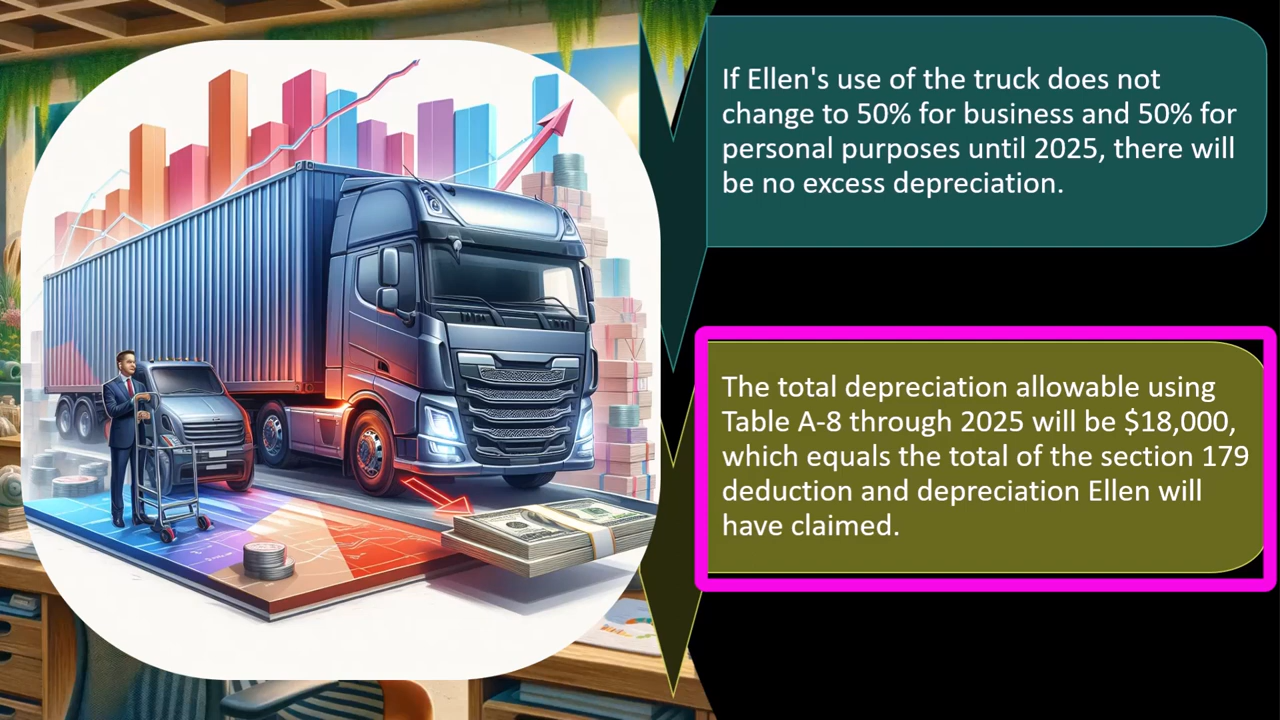 If Ellen's use of the truck does not
change to 50% for business and 50% for
personal purposes until 2025, there will
be no excess depreciation.
The total depreciation allowable using
Table A-8 through 2025 will be $18,000,
which equals the total of the section 179
deduction and depreciation Ellen will
have claimed.